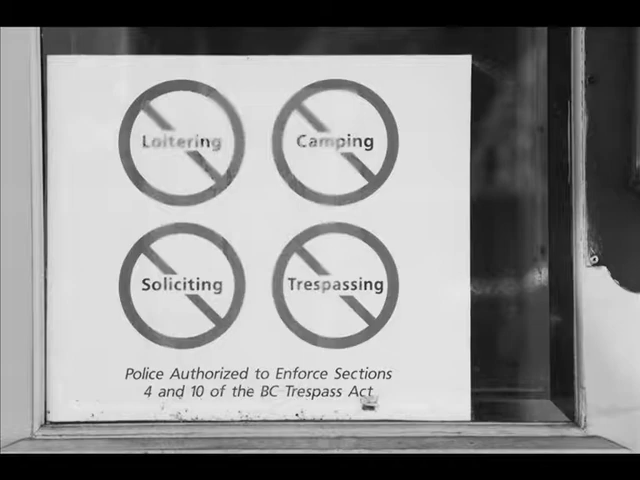 Loitering
Camping
Soliciting
Trespassing
Police Authorized to Enforce Sections
4 and 10 of the BC Trespass Act